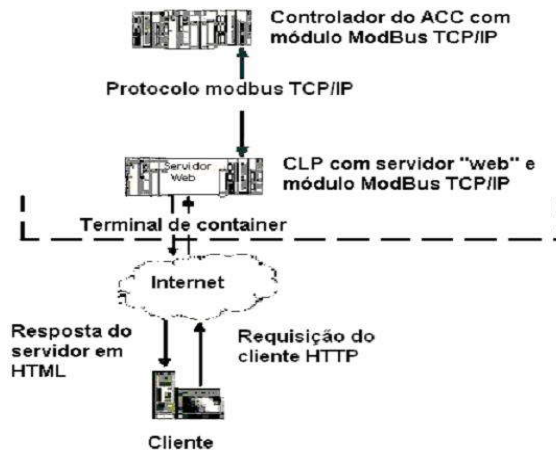 Controlador do ACC com
módulo ModBus TCP/IP
Protocolo modbus TCP/IP
Servidor
Web
CLP com servidor "web" e
módulo ModBus TCP/IP
Terminal de container
Internet
Resposta do
servidor em
HTML
Requisição do
cliente HTTP
Cliente